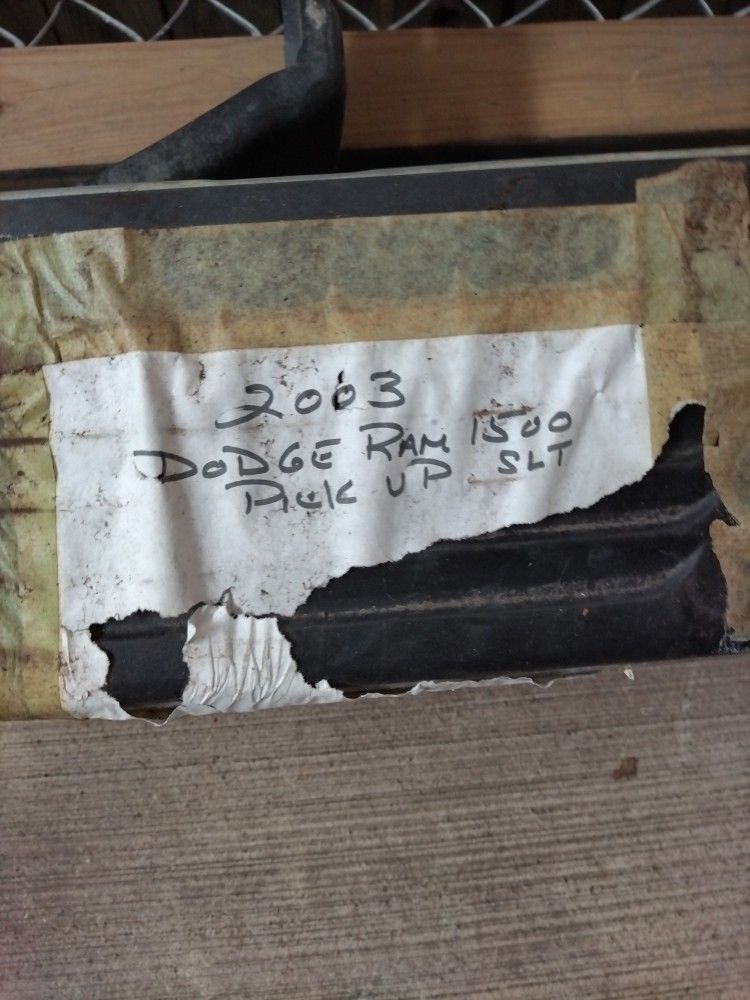 2003
DODGE RAM 1500
PICK UP SLT